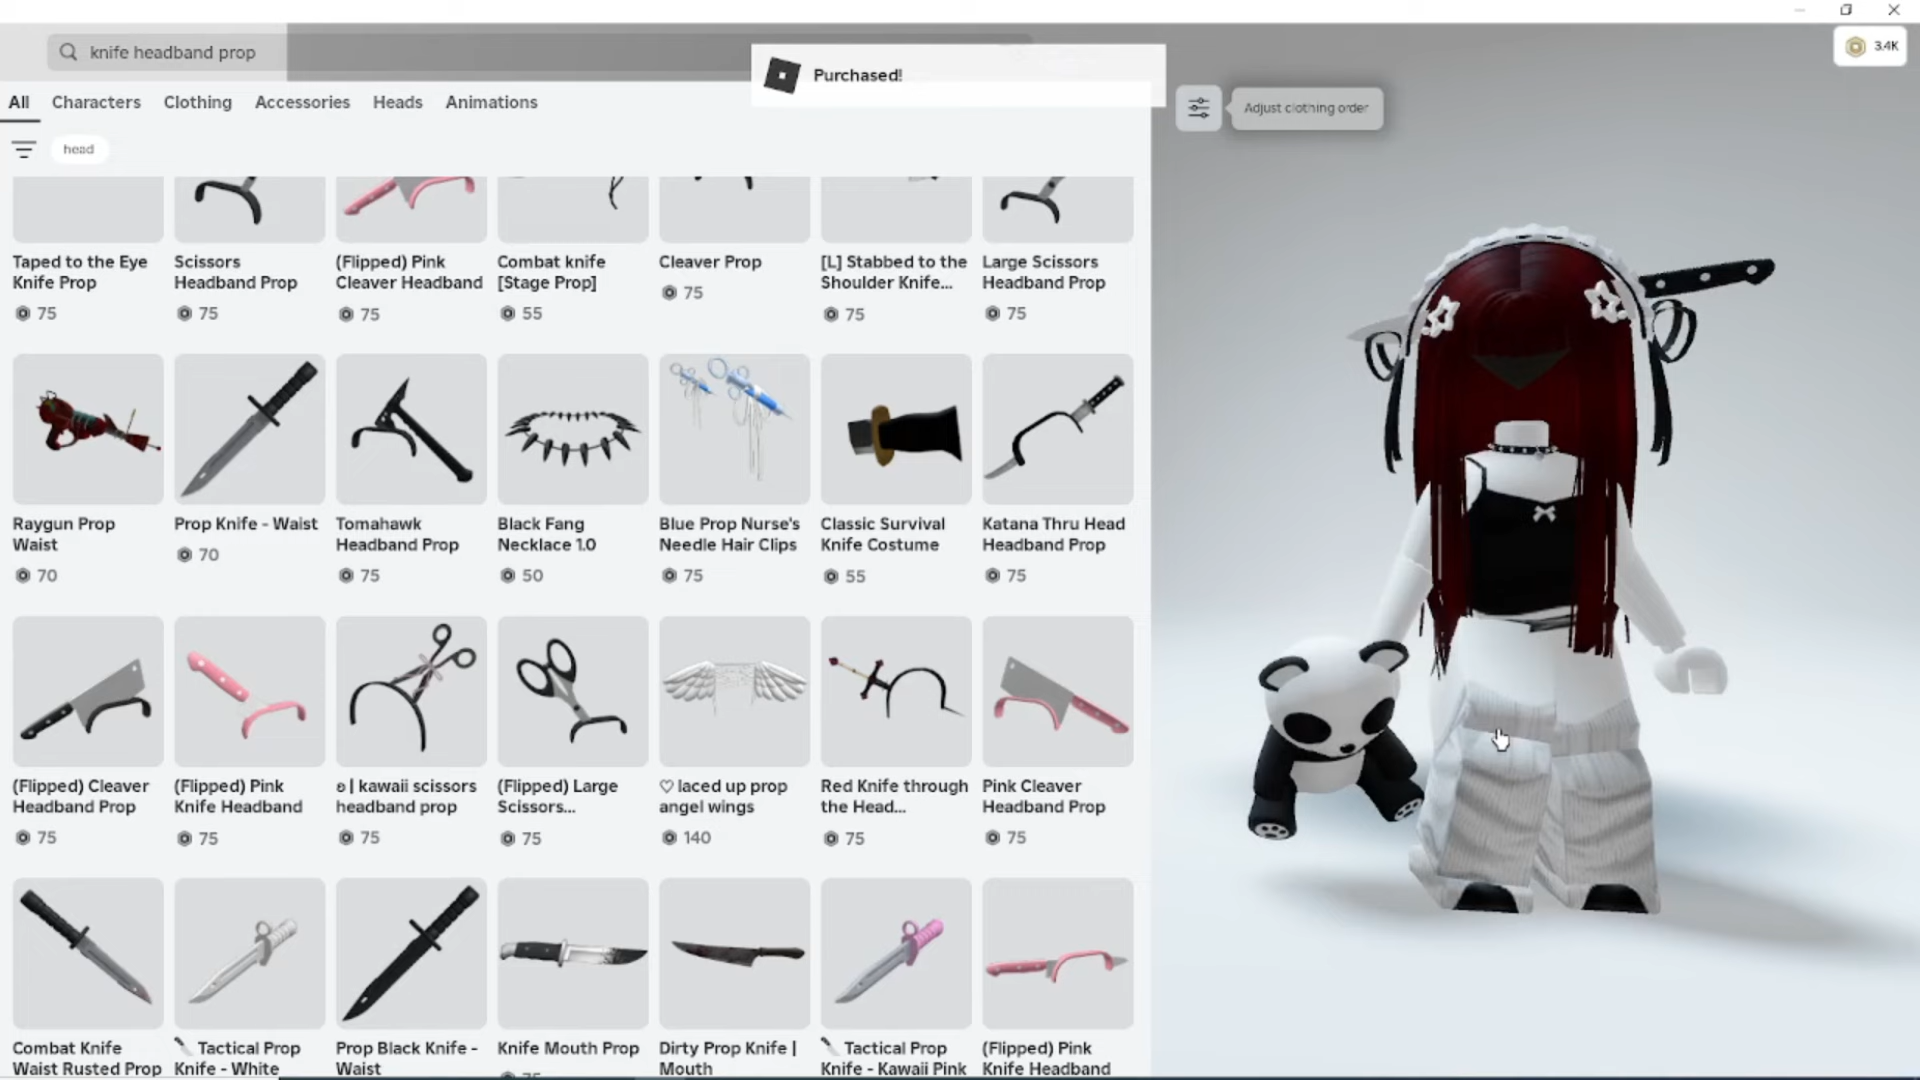 knife headband prop
Purchased!
3.4K
All Characters Clothing Accessories Heads Animations
Adjust clothing order
head
Taped to the Eye
Knife Prop
75
Scissors
Headband Prop
75
(Flipped) Pink
Cleaver Headband
75
Combat knife
[Stage Prop]
55
Cleaver Prop
75
[L] Stabbed to the
Shoulder Knife...
75
Large Scissors
Headband Prop
75
Raygun Prop
Waist
70
Prop Knife - Waist
70
Tomahawk
Headband Prop
75
Black Fang
Necklace 1.0
50
Blue Prop Nurse's
Needle Hair Clips
75
Classic Survival
Knife Costume
55
Katana Thru Head
Headband Prop
75
(Flipped) Cleaver
Headband Prop
75
(Flipped) Pink
Knife Headband
75
ʚ | kawaii scissors
headband prop
75
(Flipped) Large
Scissors...
75
♡ laced up prop
angel wings
140
Red Knife through
the Head...
75
Pink Cleaver
Headband Prop
75
Combat Knife
Waist Rusted Prop
🔪 Tactical Prop
Knife - White
Prop Black Knife -
Waist
Knife Mouth Prop
Dirty Prop Knife |
Mouth
🔪 Tactical Prop
Knife - Kawaii Pink
(Flipped) Pink
Knife Headband